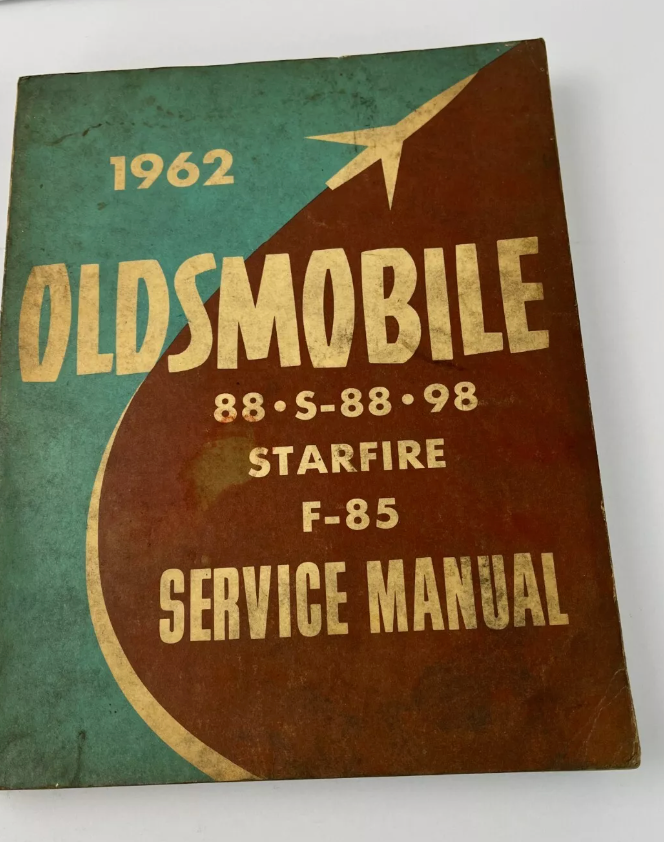 1962
OLDSMOBILE
88•S-88•98
STARFIRE
F-85
SERVICE MANUAL